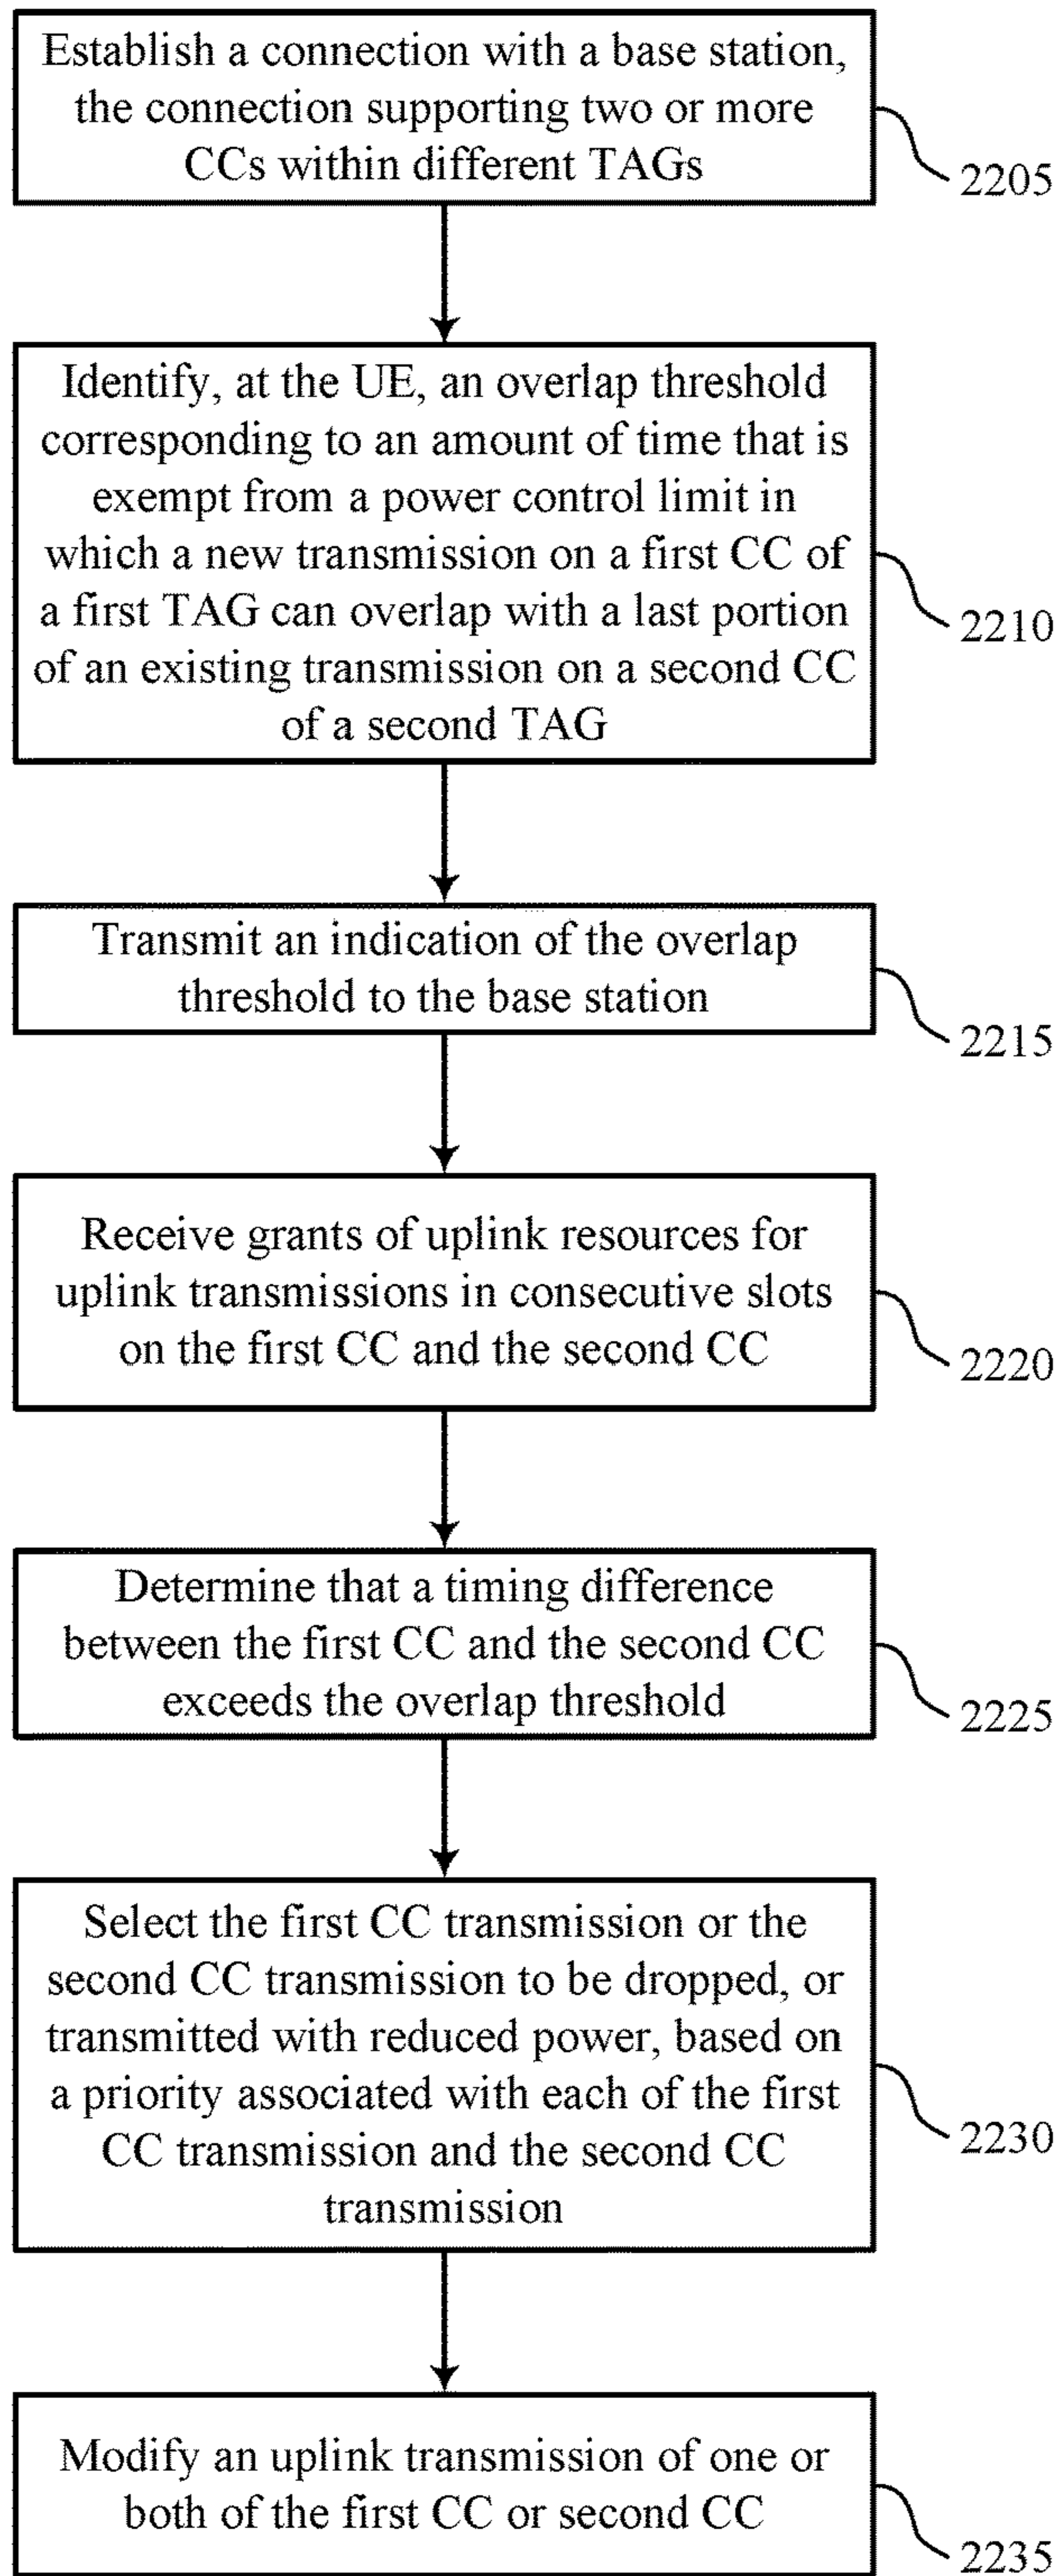 Establish a connection with a base station,
the connection supporting two or more
CCs within different TAGs
2205
Identify, at the UE, an overlap threshold
corresponding to an amount of time that is
exempt from a power control limit in
which a new transmission on a first CC of
a first TAG can overlap with a last portion
of an existing transmission on a second CC
of a second TAG
2210
Transmit an indication of the overlap
threshold to the base station
2215
Receive grants of uplink resources for
uplink transmissions in consecutive slots
on the first CC and the second CC
2220
Determine that a timing difference
between the first CC and the second CC
exceeds the overlap threshold
2225
Select the first CC transmission or the
second CC transmission to be dropped, or
transmitted with reduced power, based on
a priority associated with each of the first
CC transmission and the second CC
transmission
2230
Modify an uplink transmission of one or
both of the first CC or second CC
2235